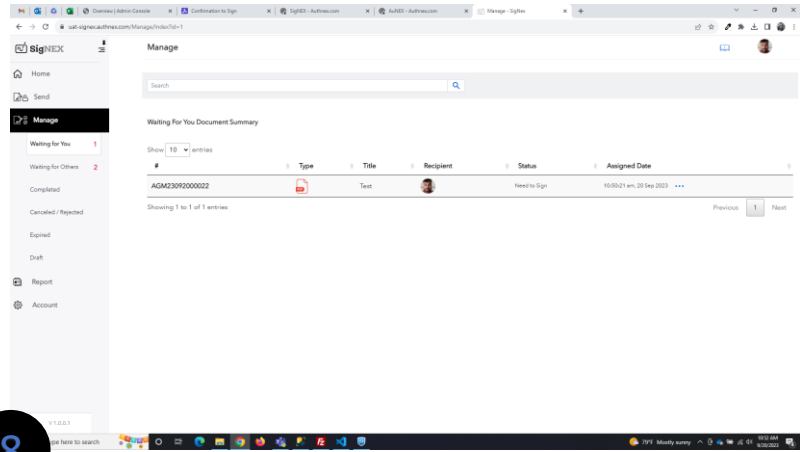 Overview | Admin Console
Confirmation to Sign
SigNEX - Authnex.com
AuNEX - Authnex.com
Manage - SigNex
uat-signex.authnex.com/Manage/Index?id=1
SigNEX
Manage
Home
Send
Manage
Waiting for You 1
Waiting for Others 2
Completed
Canceled / Rejected
Expired
Draft
Report
Account
V 1.0.0.1
Search
Waiting For You Document Summary
Show 10 entries
# Type Title Recipient Status Assigned Date
AGM23092000022 PDF Test Need to Sign 10:50:21 am, 20 Sep 2023
Showing 1 to 1 of 1 entries
Previous 1 Next
ype here to search
79°F Mostly sunny
10:52 AM
9/20/2023